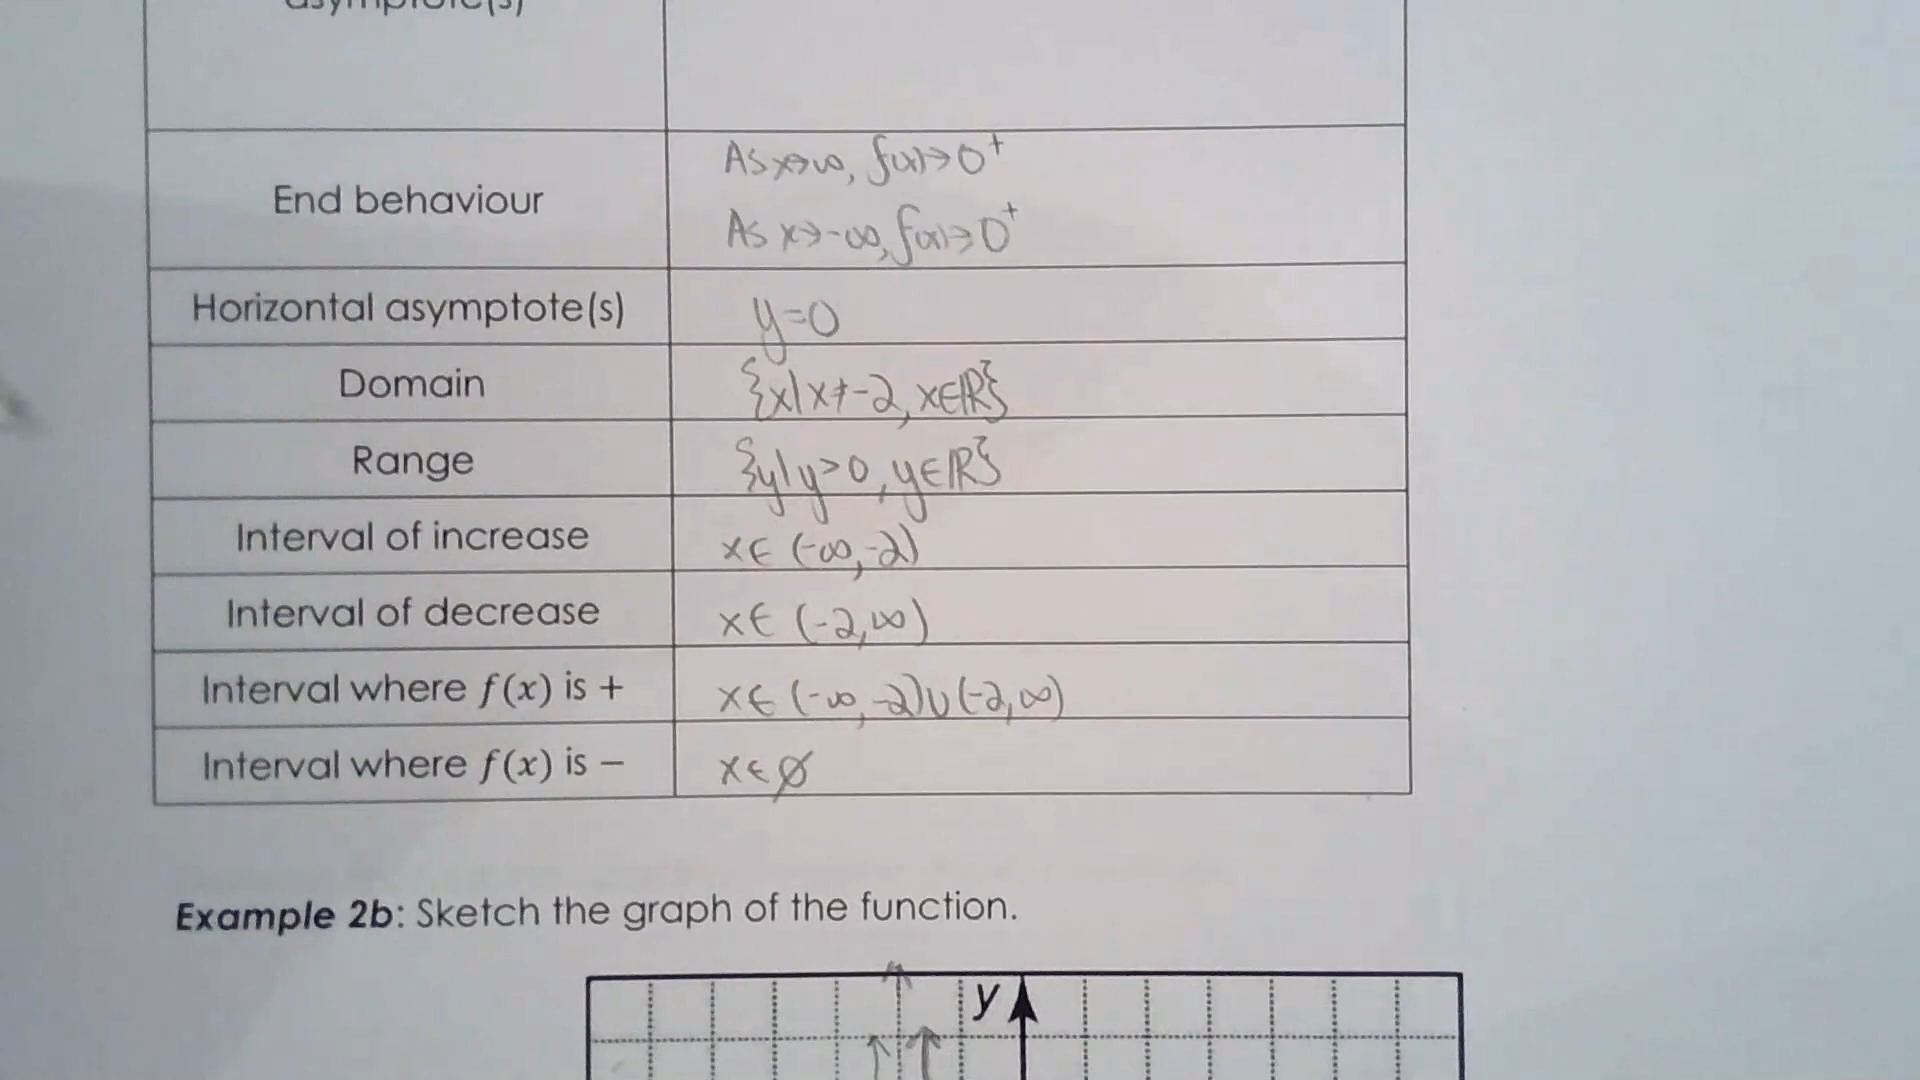 asymptote(s)
End behaviour
As x→∞, f(x)→0⁺
As x→-∞, f(x)→0⁺
Horizontal asymptote(s)
y=0
Domain
{x|x≠-2, x∈ℝ}
Range
{y|y>0, y∈ℝ}
Interval of increase
x∈ (-∞,-2)
Interval of decrease
x∈ (-2,∞)
Interval where f(x) is +
x∈ (-∞,-2)∪(-2,∞)
Interval where f(x) is −
x∈∅
Example 2b: Sketch the graph of the function.
y